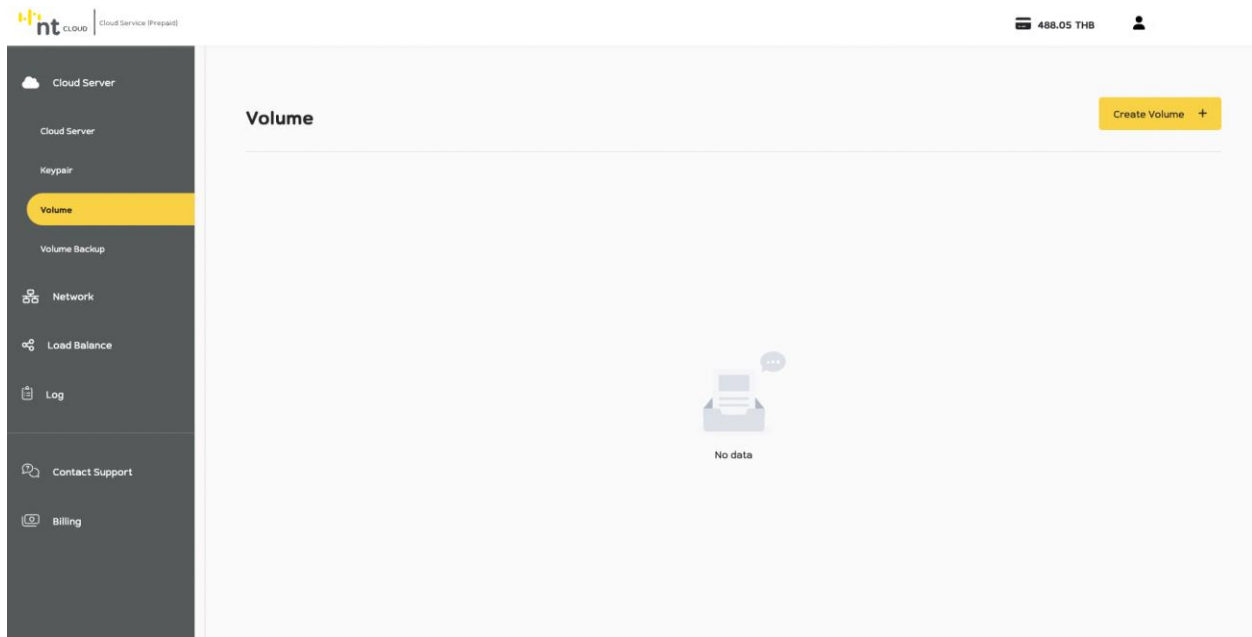 nt CLOUD Cloud Service (Prepaid)
488.05 THB
Cloud Server
Cloud Server
Keypair
Volume
Volume Backup
Network
Load Balance
Log
Contact Support
Billing
Volume
Create Volume +
No data